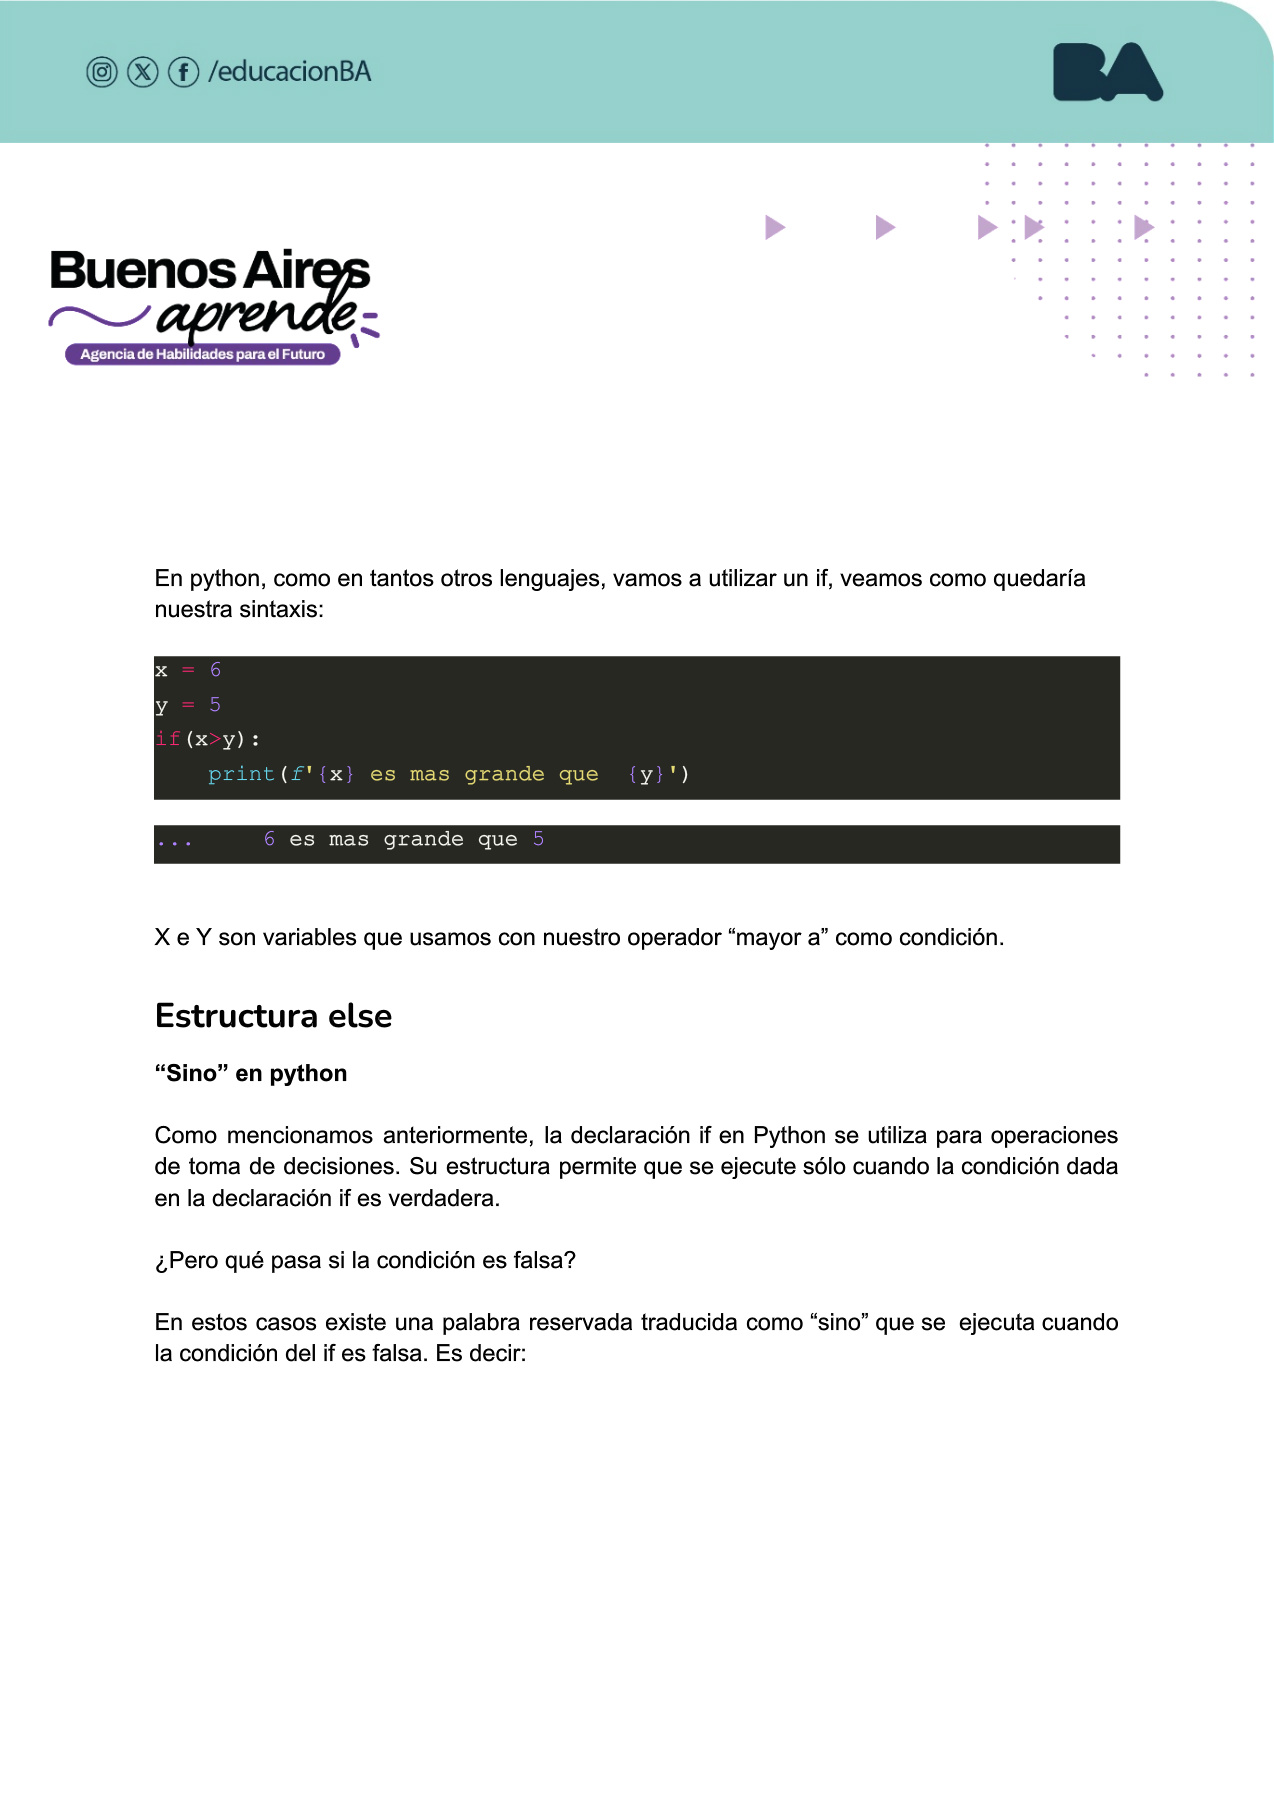 /educacionBA
BA
Buenos Aires
aprende
Agencia de Habilidades para el Futuro
En python, como en tantos otros lenguajes, vamos a utilizar un if, veamos como quedaría
nuestra sintaxis:
x = 6
y = 5
if(x>y):
    print(f'{x} es mas grande que  {y}')
...     6 es mas grande que 5
X e Y son variables que usamos con nuestro operador “mayor a” como condición.
Estructura else
“Sino” en python
Como mencionamos anteriormente, la declaración if en Python se utiliza para operaciones
de toma de decisiones. Su estructura permite que se ejecute sólo cuando la condición dada
en la declaración if es verdadera.
¿Pero qué pasa si la condición es falsa?
En estos casos existe una palabra reservada traducida como “sino” que se  ejecuta cuando
la condición del if es falsa. Es decir: